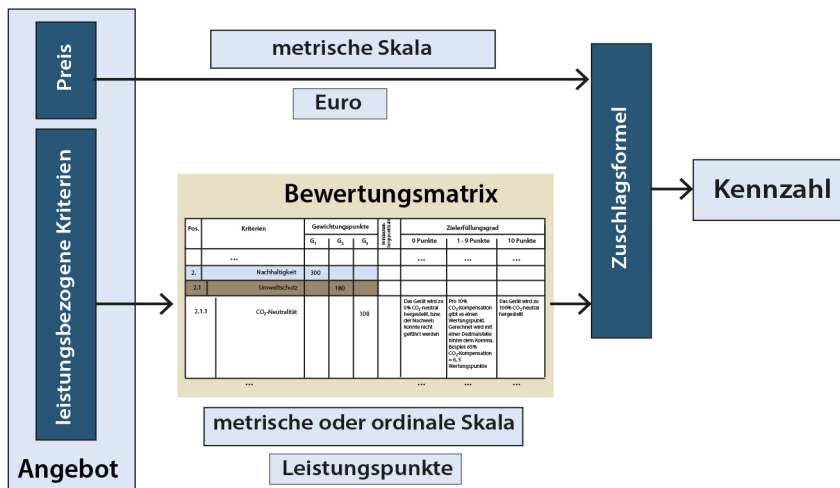 Preis
leistungsbezogene Kriterien
Angebot
metrische Skala
Euro
Bewertungsmatrix
Pos.
Kriterien
Gewichtungspunkte
G₁
G₂
G₃
Zielerfüllungsgrad
0 Punkte
1 - 9 Punkte
10 Punkte
...
...
...
...
2.
Nachhaltigkeit
300
2.1
Umweltschutz
180
2.1.1
CO₂-Neutralität
108
Das Gerät wird zu
0% CO₂-neutral
hergestellt, bzw.
der Nachweis
konnte nicht
geführt werden
Pro 10%
CO₂-Kompensation
gibt es einen
Wertungspunkt.
Gerechnet wird mit
einer Dezimalstelle
hinter dem Komma.
Bespiel: 65%
CO₂-Kompensation
= 6, 5
Wertungspunkte
Das Gerät wird zu
100% CO₂-neutral
hergestellt
...
...
...
...
metrische oder ordinale Skala
Leistungspunkte
Zuschlagsformel
Kennzahl